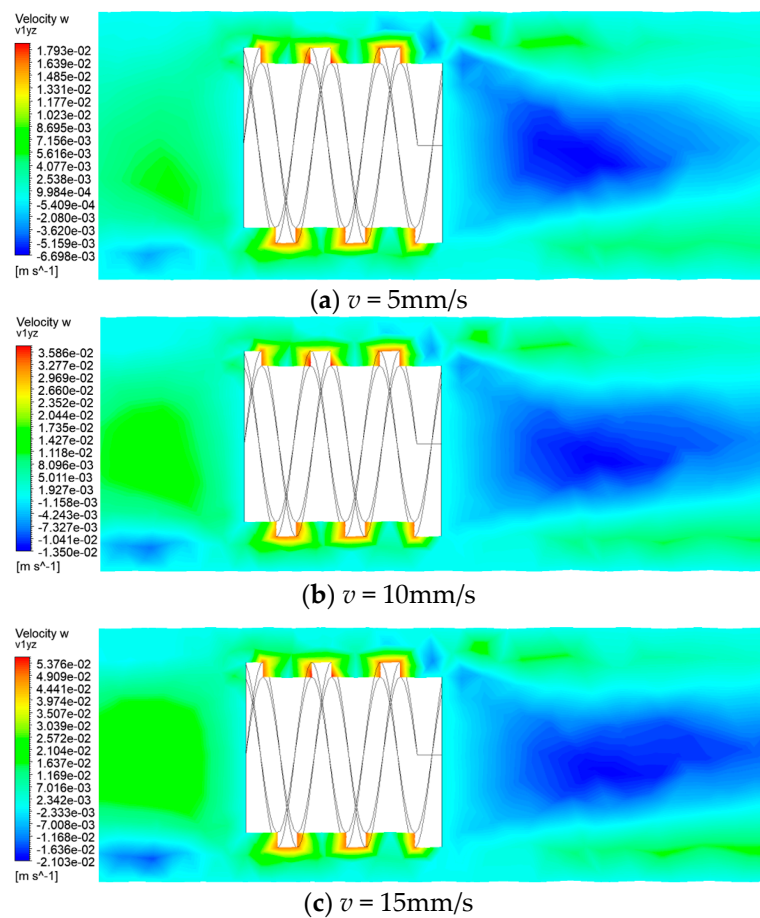 Velocity w
v1yz
1.793e-02
1.639e-02
1.485e-02
1.331e-02
1.177e-02
1.023e-02
8.695e-03
7.156e-03
5.616e-03
4.077e-03
2.538e-03
9.984e-04
-5.409e-04
-2.080e-03
-3.620e-03
-5.159e-03
-6.698e-03
[m s^-1]
(a) v = 5mm/s
Velocity w
v1yz
3.586e-02
3.277e-02
2.969e-02
2.660e-02
2.352e-02
2.044e-02
1.735e-02
1.427e-02
1.118e-02
8.096e-03
5.011e-03
1.927e-03
-1.158e-03
-4.243e-03
-7.327e-03
-1.041e-02
-1.350e-02
[m s^-1]
(b) v = 10mm/s
Velocity w
v1yz
5.376e-02
4.909e-02
4.441e-02
3.974e-02
3.507e-02
3.039e-02
2.572e-02
2.104e-02
1.637e-02
1.169e-02
7.016e-03
2.342e-03
-2.333e-03
-7.008e-03
-1.168e-02
-1.636e-02
-2.103e-02
[m s^-1]
(c) v = 15mm/s